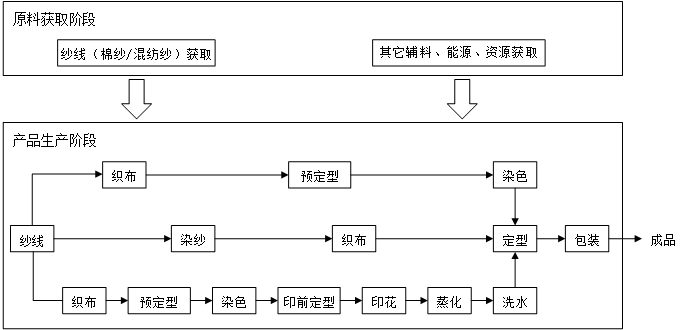 原料获取阶段
纱线（棉纱/混纺纱）获取
其它辅料、能源、资源获取
产品生产阶段
织布
预定型
染色
纱线
染纱
织布
定型
包装
成品
织布
预定型
染色
印前定型
印花
蒸化
洗水